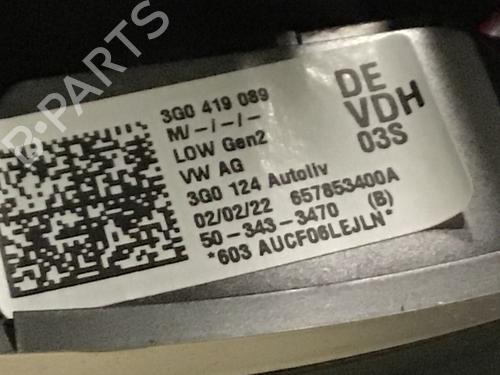 3G0 419 089
M/-/-/-
LOW Gen2
VW AG
3G0 124 Autoliv
02/02/22 657853400A
50-343-3470 (B)
*603 AUCF06LEJLN*
DE
VDH
03S
B-PARTS